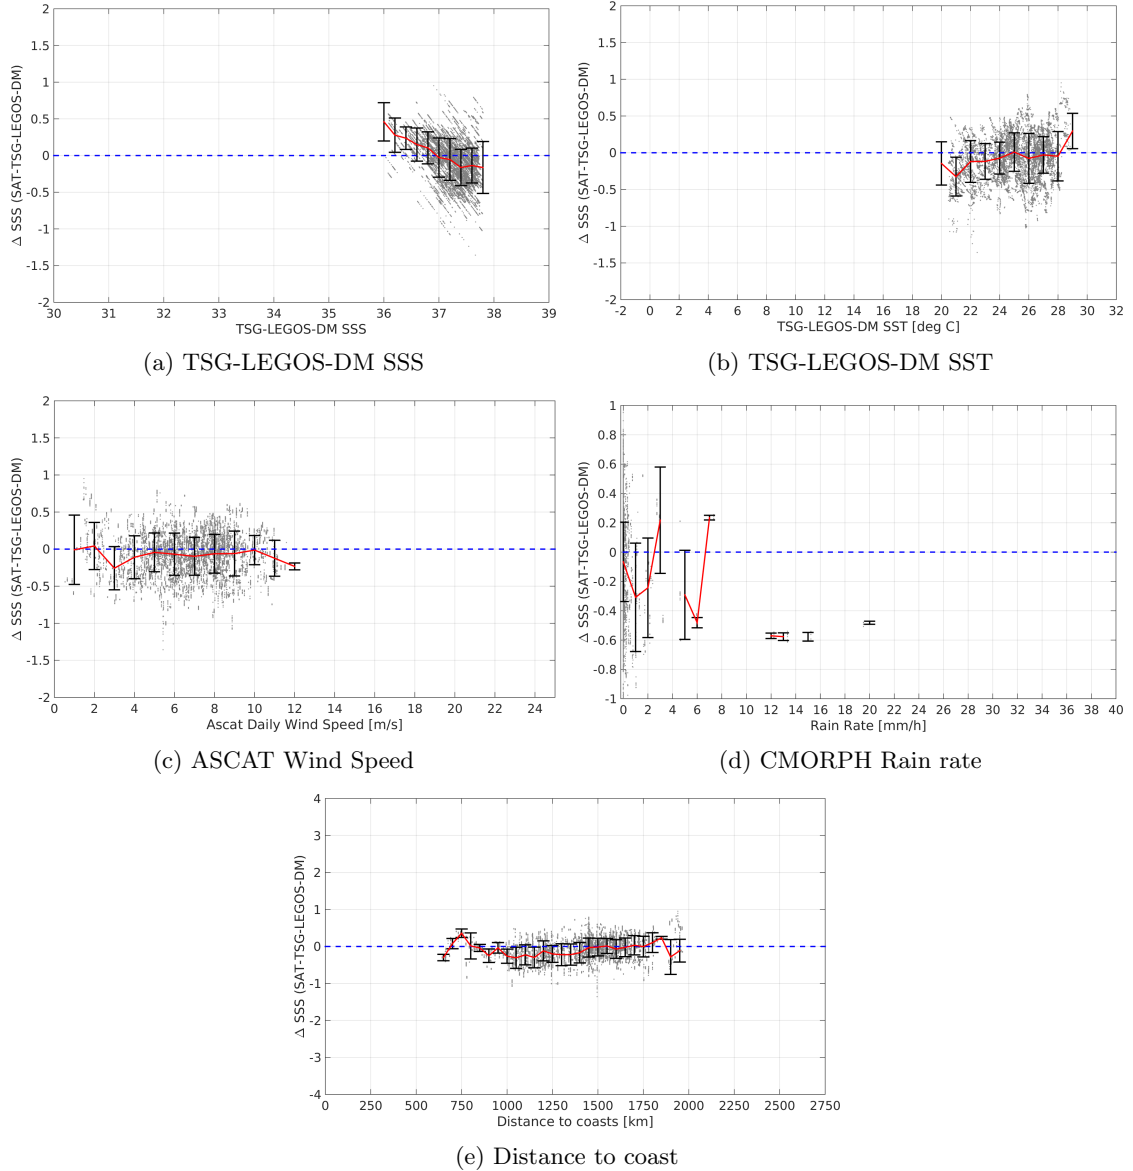 2
1.5
1
0.5
0
-0.5
-1
-1.5
-2
Δ SSS (SAT-TSG-LEGOS-DM)
30 31 32 33 34 35 36 37 38 39
TSG-LEGOS-DM SSS
(a) TSG-LEGOS-DM SSS
2
1.5
1
0.5
0
-0.5
-1
-1.5
-2
Δ SSS (SAT-TSG-LEGOS-DM)
-2 0 2 4 6 8 10 12 14 16 18 20 22 24 26 28 30 32
TSG-LEGOS-DM SST [deg C]
(b) TSG-LEGOS-DM SST
2
1.5
1
0.5
0
-0.5
-1
-1.5
-2
Δ SSS (SAT-TSG-LEGOS-DM)
0 2 4 6 8 10 12 14 16 18 20 22 24
Ascat Daily Wind Speed [m/s]
(c) ASCAT Wind Speed
1
0.8
0.6
0.4
0.2
0
-0.2
-0.4
-0.6
-0.8
-1
Δ SSS (SAT-TSG-LEGOS-DM)
0 2 4 6 8 10 12 14 16 18 20 22 24 26 28 30 32 34 36 38 40
Rain Rate [mm/h]
(d) CMORPH Rain rate
4
3
2
1
0
-1
-2
-3
-4
Δ SSS (SAT-TSG-LEGOS-DM)
0 250 500 750 1000 1250 1500 1750 2000 2250 2500 2750
Distance to coasts [km]
(e) Distance to coast